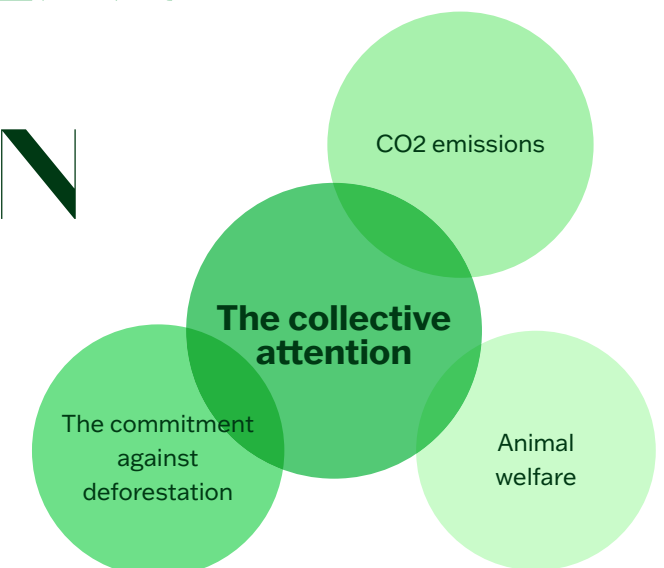 N
CO2 emissions
The collective
attention
The commitment
against
deforestation
Animal
welfare